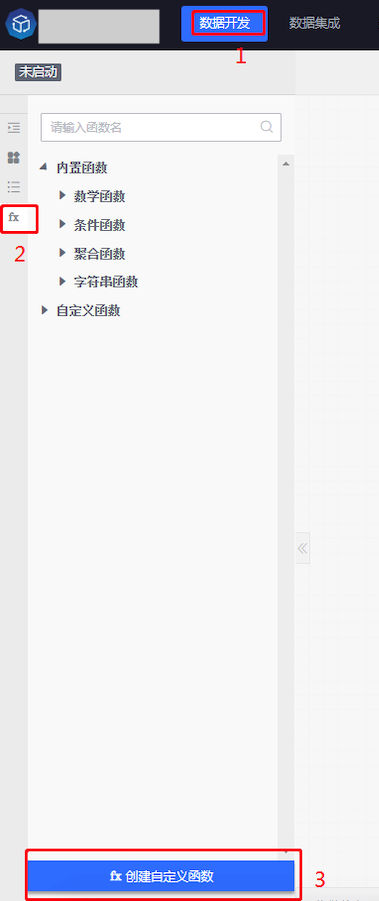 数据开发 数据集成
1
未启动
请输入函数名
内置函数
数学函数
fx
条件函数
2
聚合函数
字符串函数
自定义函数
fx 创建自定义函数
3